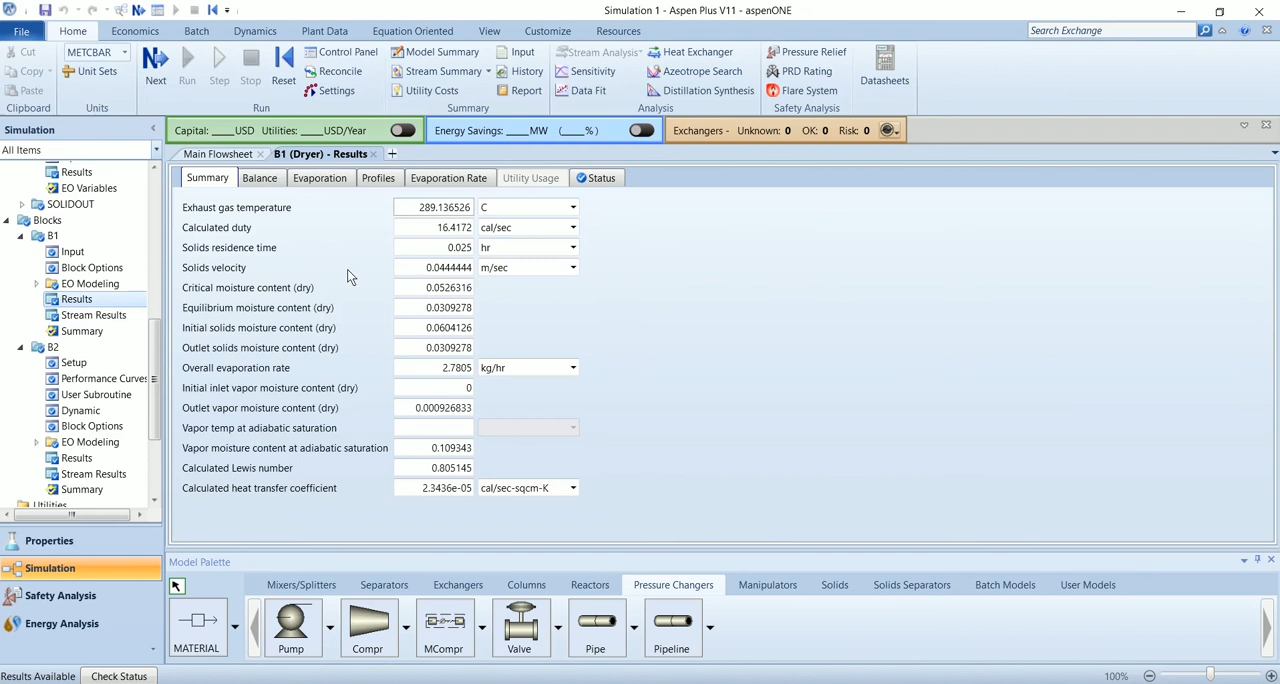 Simulation 1 - Aspen Plus V11 - aspenONE
File Home Economics Batch Dynamics Plant Data Equation Oriented View Customize Resources Search Exchange
Cut METCBAR Control Panel Model Summary Input Stream Analysis Heat Exchanger Pressure Relief
Copy Unit Sets Next Run Step Stop Reset Reconcile Stream Summary History Sensitivity Azeotrope Search PRD Rating Datasheets
Paste Settings Utility Costs Report Data Fit Distillation Synthesis Flare System
Clipboard Units Run Summary Analysis Safety Analysis
Simulation Capital: ____USD Utilities: ____USD/Year Energy Savings: ____MW (____%) Exchangers - Unknown: 0 OK: 0 Risk: 0
All Items Main Flowsheet B1 (Dryer) - Results
Results
EO Variables
SOLIDOUT
Blocks
B1
Input
Block Options
EO Modeling
Results
Stream Results
Summary
B2
Setup
Performance Curves
User Subroutine
Dynamic
Block Options
EO Modeling
Results
Stream Results
Summary
Utilities
Properties
Simulation
Safety Analysis
Energy Analysis
Summary Balance Evaporation Profiles Evaporation Rate Utility Usage Status
Exhaust gas temperature 289.136526 C
Calculated duty 16.4172 cal/sec
Solids residence time 0.025 hr
Solids velocity 0.0444444 m/sec
Critical moisture content (dry) 0.0526316
Equilibrium moisture content (dry) 0.0309278
Initial solids moisture content (dry) 0.0604126
Outlet solids moisture content (dry) 0.0309278
Overall evaporation rate 2.7805 kg/hr
Initial inlet vapor moisture content (dry) 0
Outlet vapor moisture content (dry) 0.000926833
Vapor temp at adiabatic saturation
Vapor moisture content at adiabatic saturation 0.109343
Calculated Lewis number 0.805145
Calculated heat transfer coefficient 2.3436e-05 cal/sec-sqcm-K
Model Palette
Mixers/Splitters Separators Exchangers Columns Reactors Pressure Changers Manipulators Solids Solids Separators Batch Models User Models
MATERIAL Pump Compr MCompr Valve Pipe Pipeline
Results Available Check Status 100%